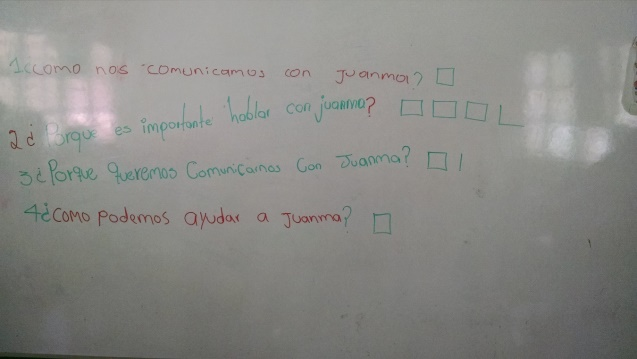 1¿como nos comunicamos con Juanma?
2¿Porque es importante hablar con juanma?
3¿Porque queremos Comunicarnos Con Juanma?
4¿como podemos ayudar a Juanma?